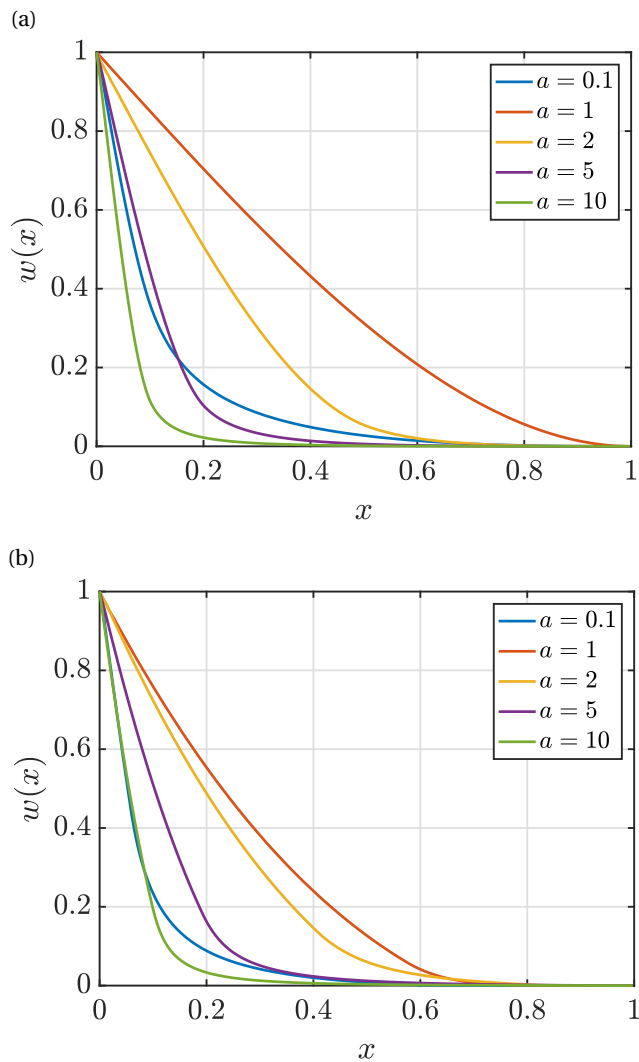 (a)
1
0.8
0.6
0.4
0.2
0
w(x)
a = 0.1
a = 1
a = 2
a = 5
a = 10
0 0.2 0.4 0.6 0.8 1
x
(b)
1
0.8
0.6
0.4
0.2
0
w(x)
a = 0.1
a = 1
a = 2
a = 5
a = 10
0 0.2 0.4 0.6 0.8 1
x